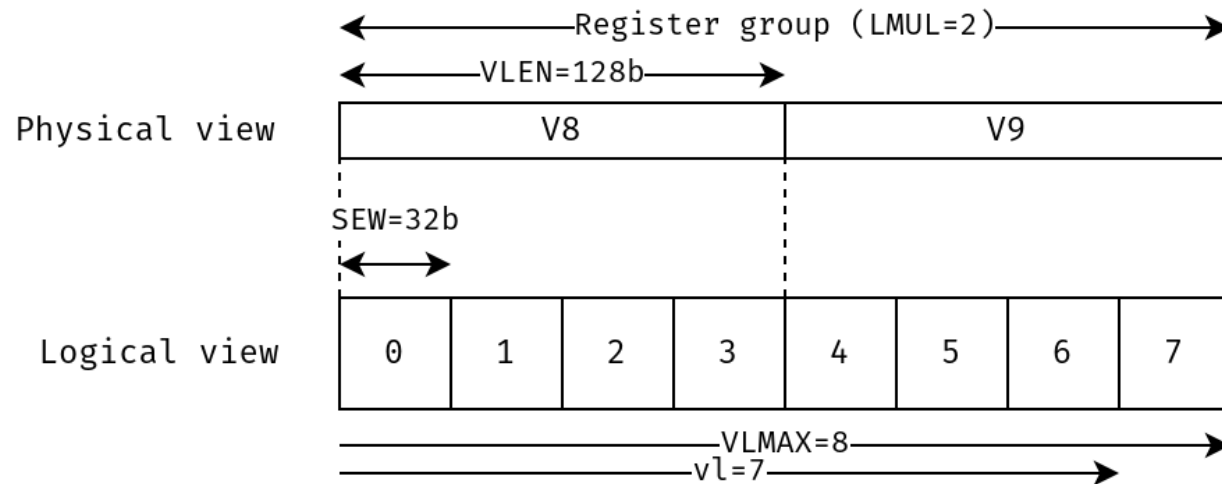 Register group (LMUL=2)
VLEN=128b
Physical view V8 V9
SEW=32b
Logical view 0 1 2 3 4 5 6 7
VLMAX=8
vl=7